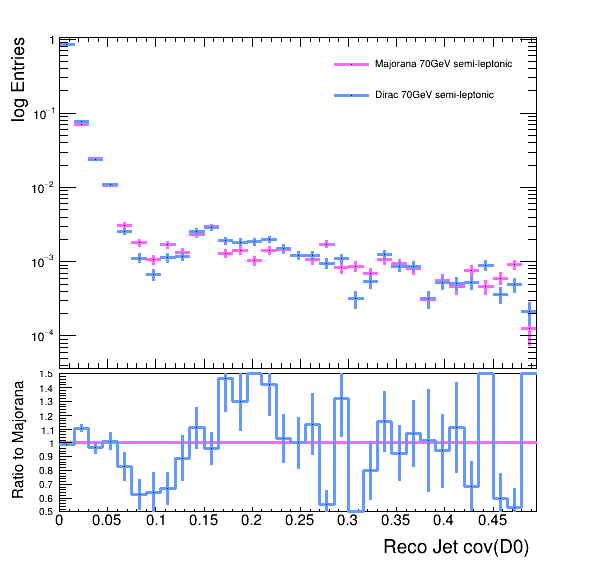 log Entries
1
10⁻¹
10⁻²
10⁻³
10⁻⁴
Majorana 70GeV semi-leptonic
Dirac 70GeV semi-leptonic
Ratio to Majorana
1.5
1.4
1.3
1.2
1.1
1
0.9
0.8
0.7
0.6
0.5
0 0.05 0.1 0.15 0.2 0.25 0.3 0.35 0.4 0.45
Reco Jet cov(D0)